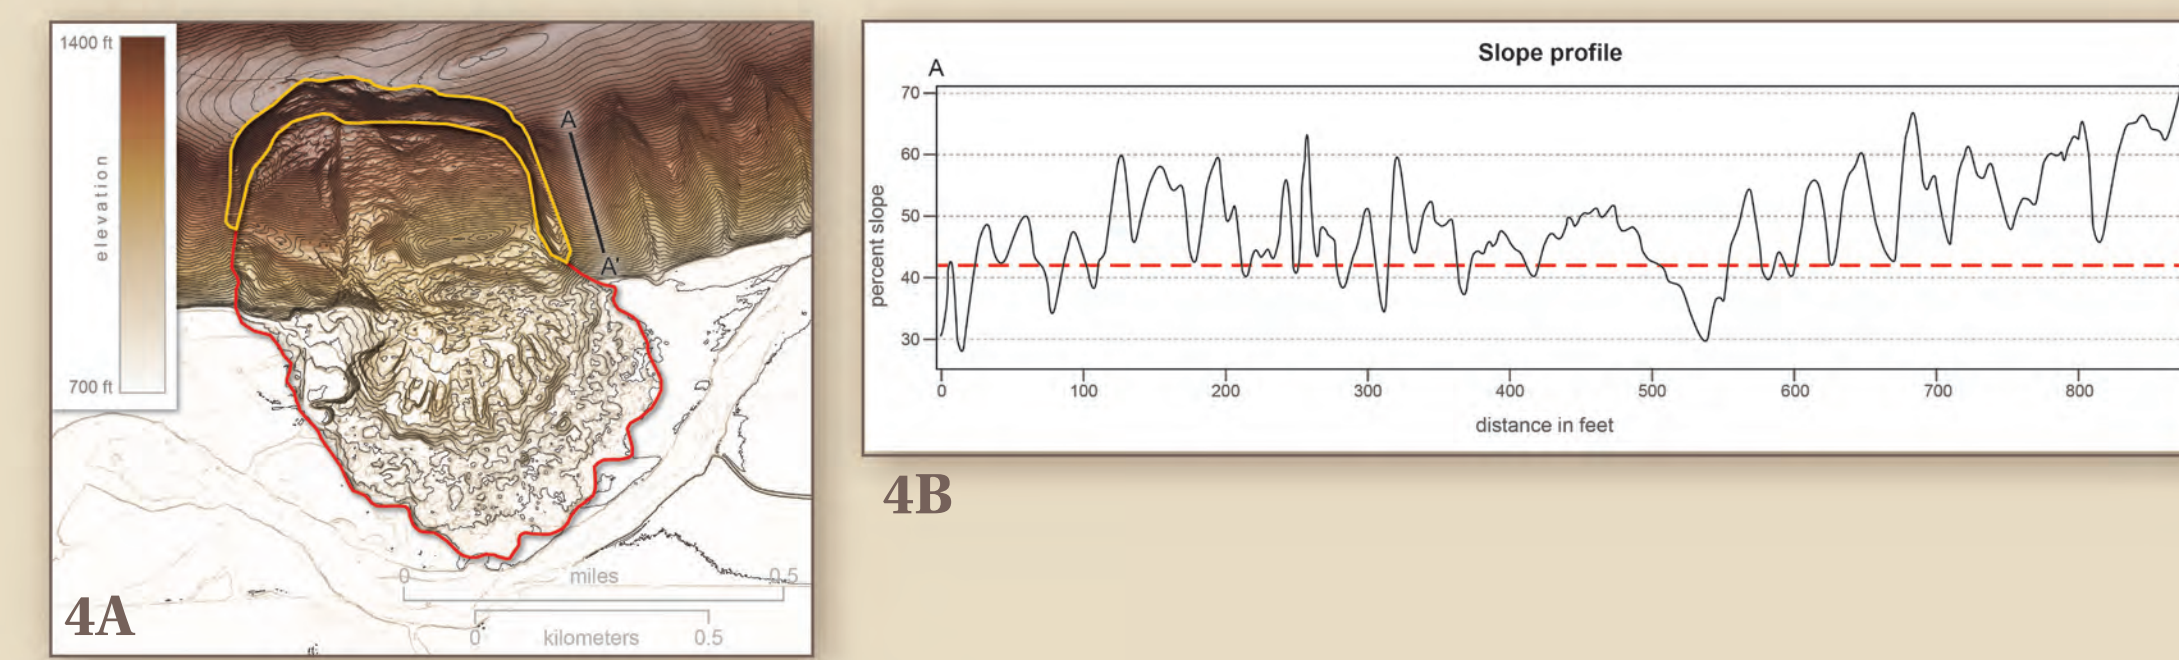 1400 ft
elevation
700 ft
A
A'
0 miles 0.5
0 kilometers 0.5
4A
Slope profile
A
70
60
50
40
30
percent slope
0 100 200 300 400 500 600 700 800
distance in feet
4B